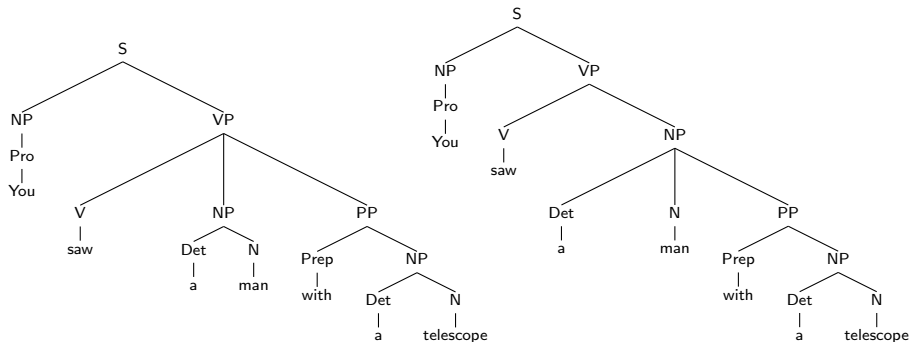 S
NP VP
Pro
You
V NP PP
saw Det N Prep NP
a man with Det N
a telescope
S
NP VP
Pro
You V NP
saw
Det N PP
a man Prep NP
with Det N
a telescope